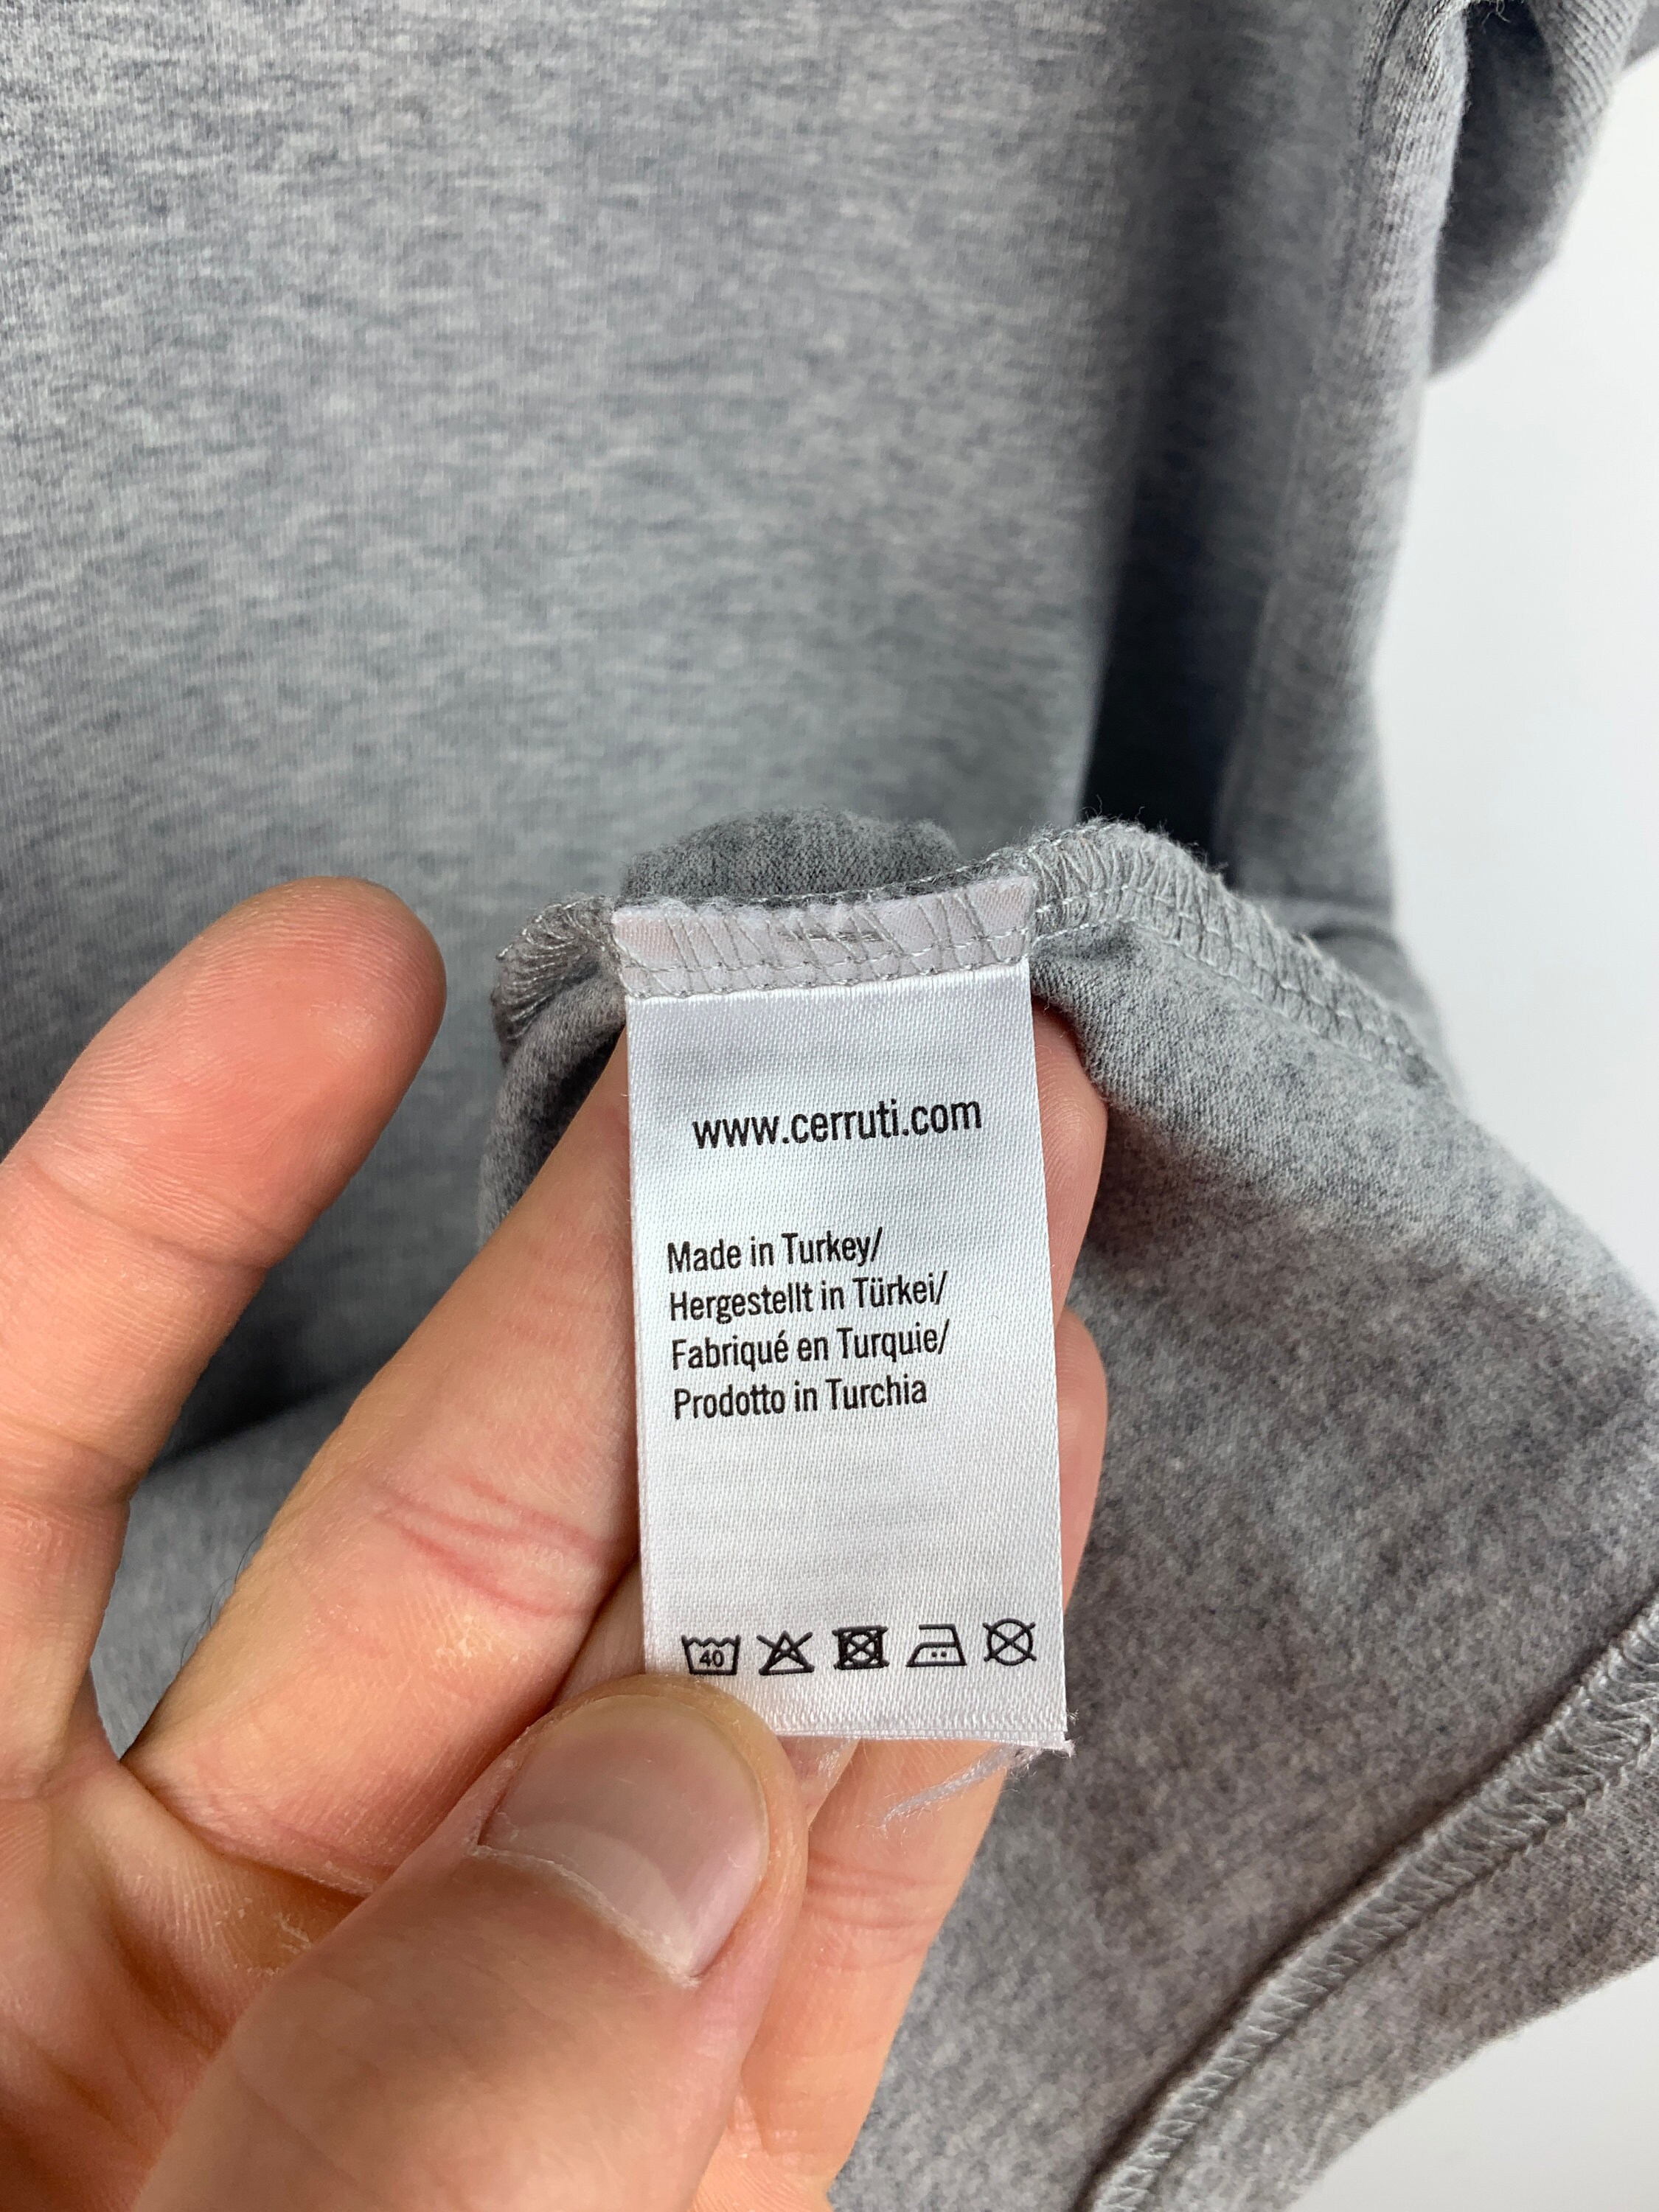 www.cerruti.com
Made in Turkey/
Hergestellt in Türkei/
Fabriqué en Turquie/
Prodotto in Turchia
40